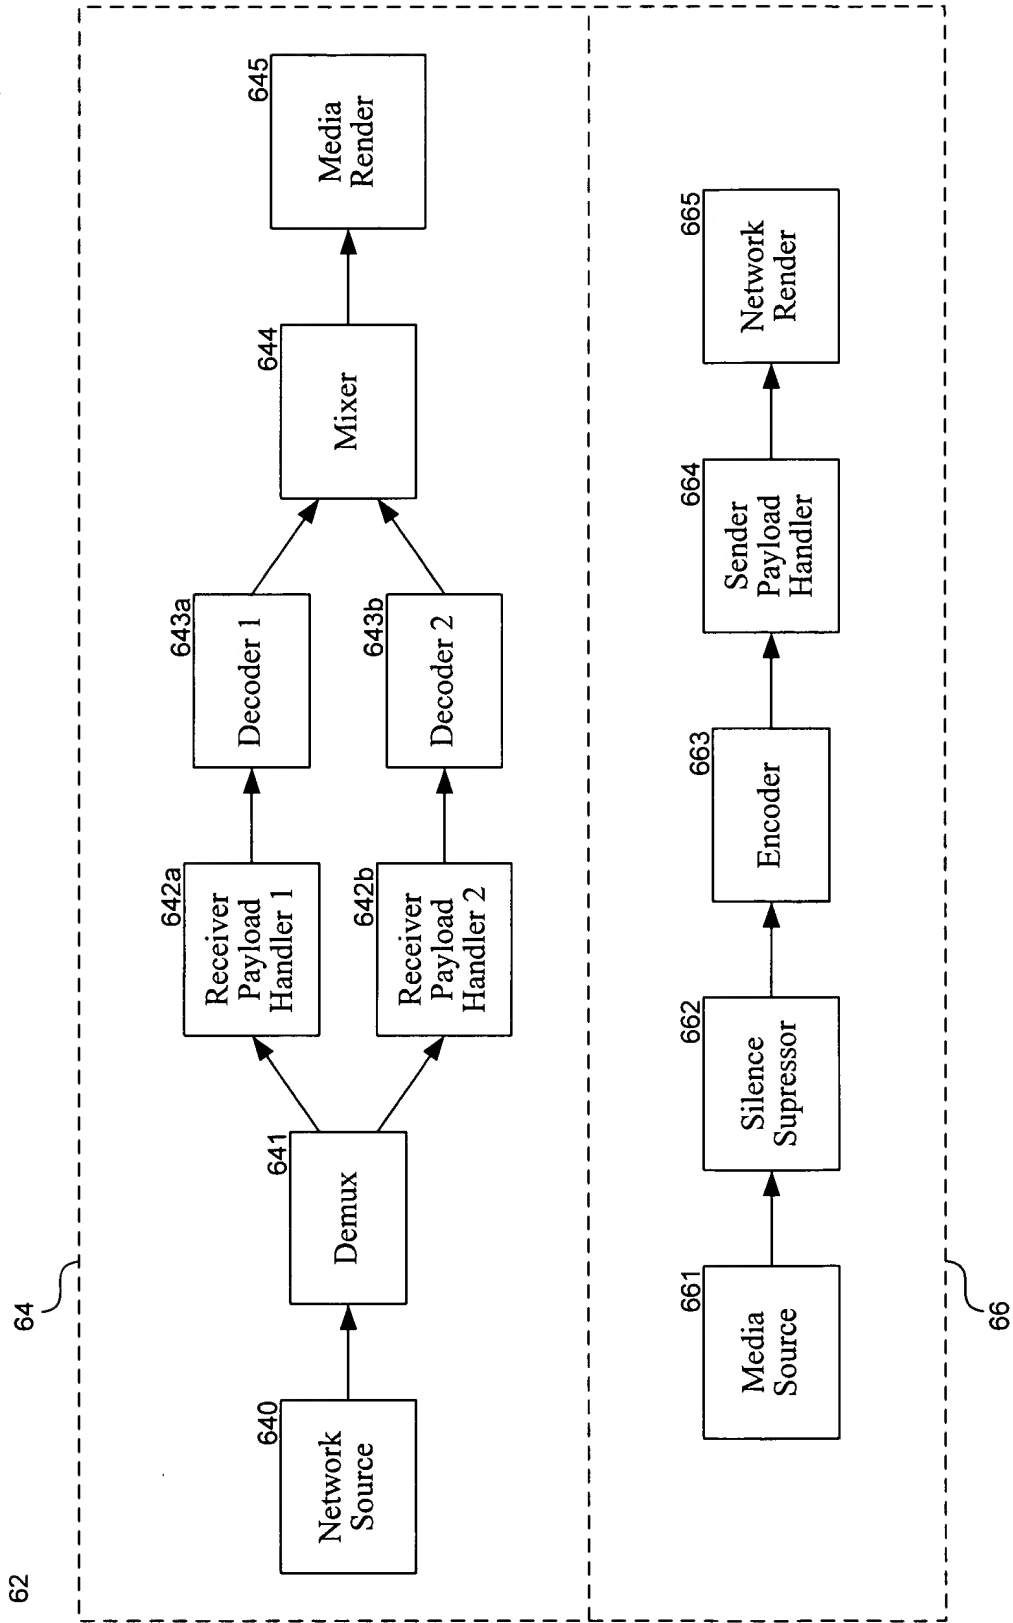 62
64
640
Network
Source
641
Demux
642a
Receiver
Payload
Handler 1
642b
Receiver
Payload
Handler 2
643a
Decoder 1
643b
Decoder 2
644
Mixer
645
Media
Render
661
Media
Source
662
Silence
Supressor
663
Encoder
664
Sender
Payload
Handler
665
Network
Render
66